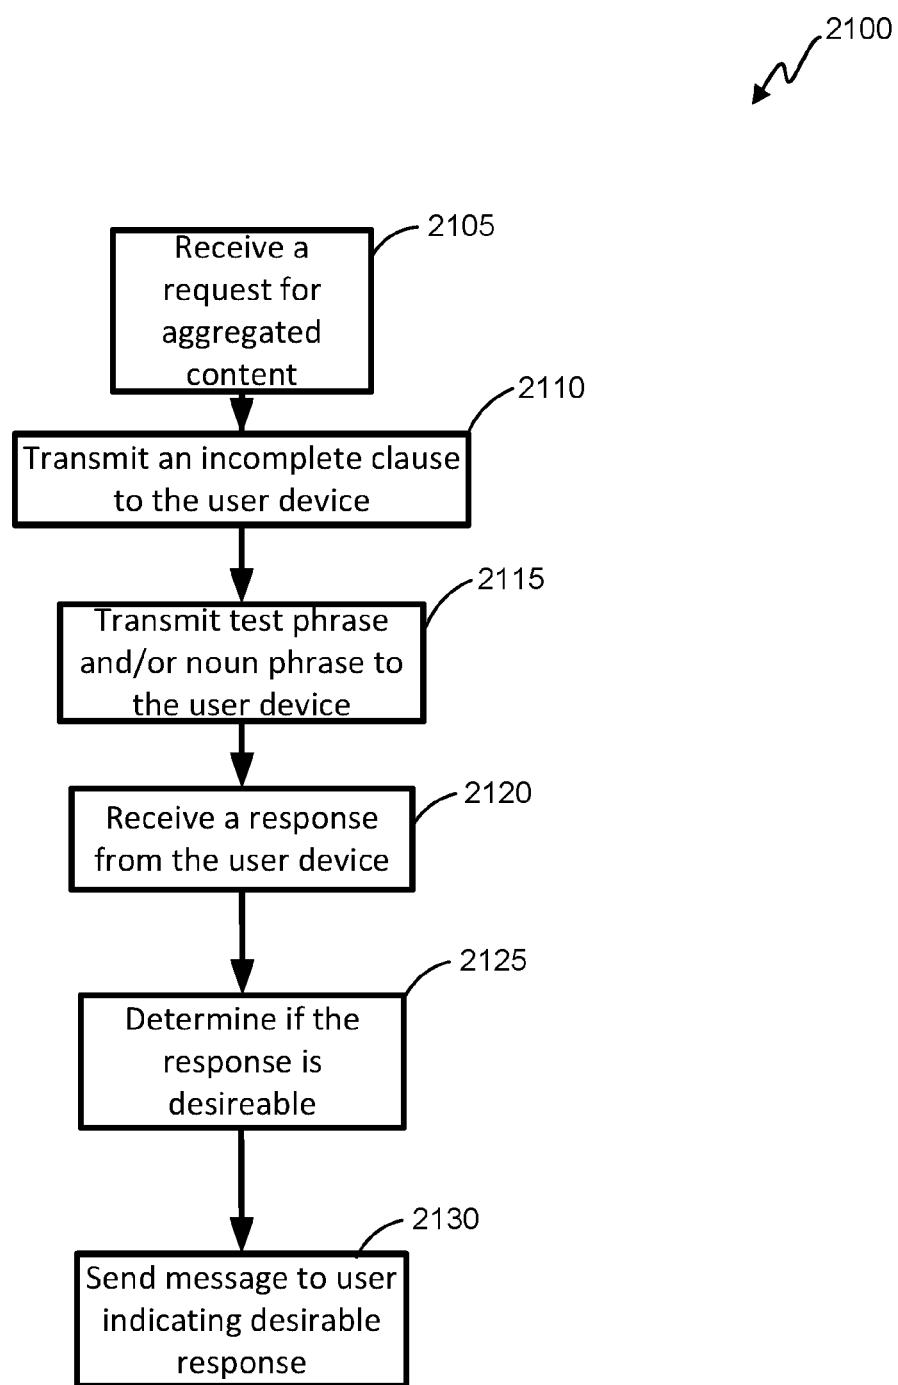 2100
2105
Receive a
request for
aggregated
content
2110
Transmit an incomplete clause
to the user device
2115
Transmit test phrase
and/or noun phrase to
the user device
2120
Receive a response
from the user device
2125
Determine if the
response is
desireable
2130
Send message to user
indicating desirable
response